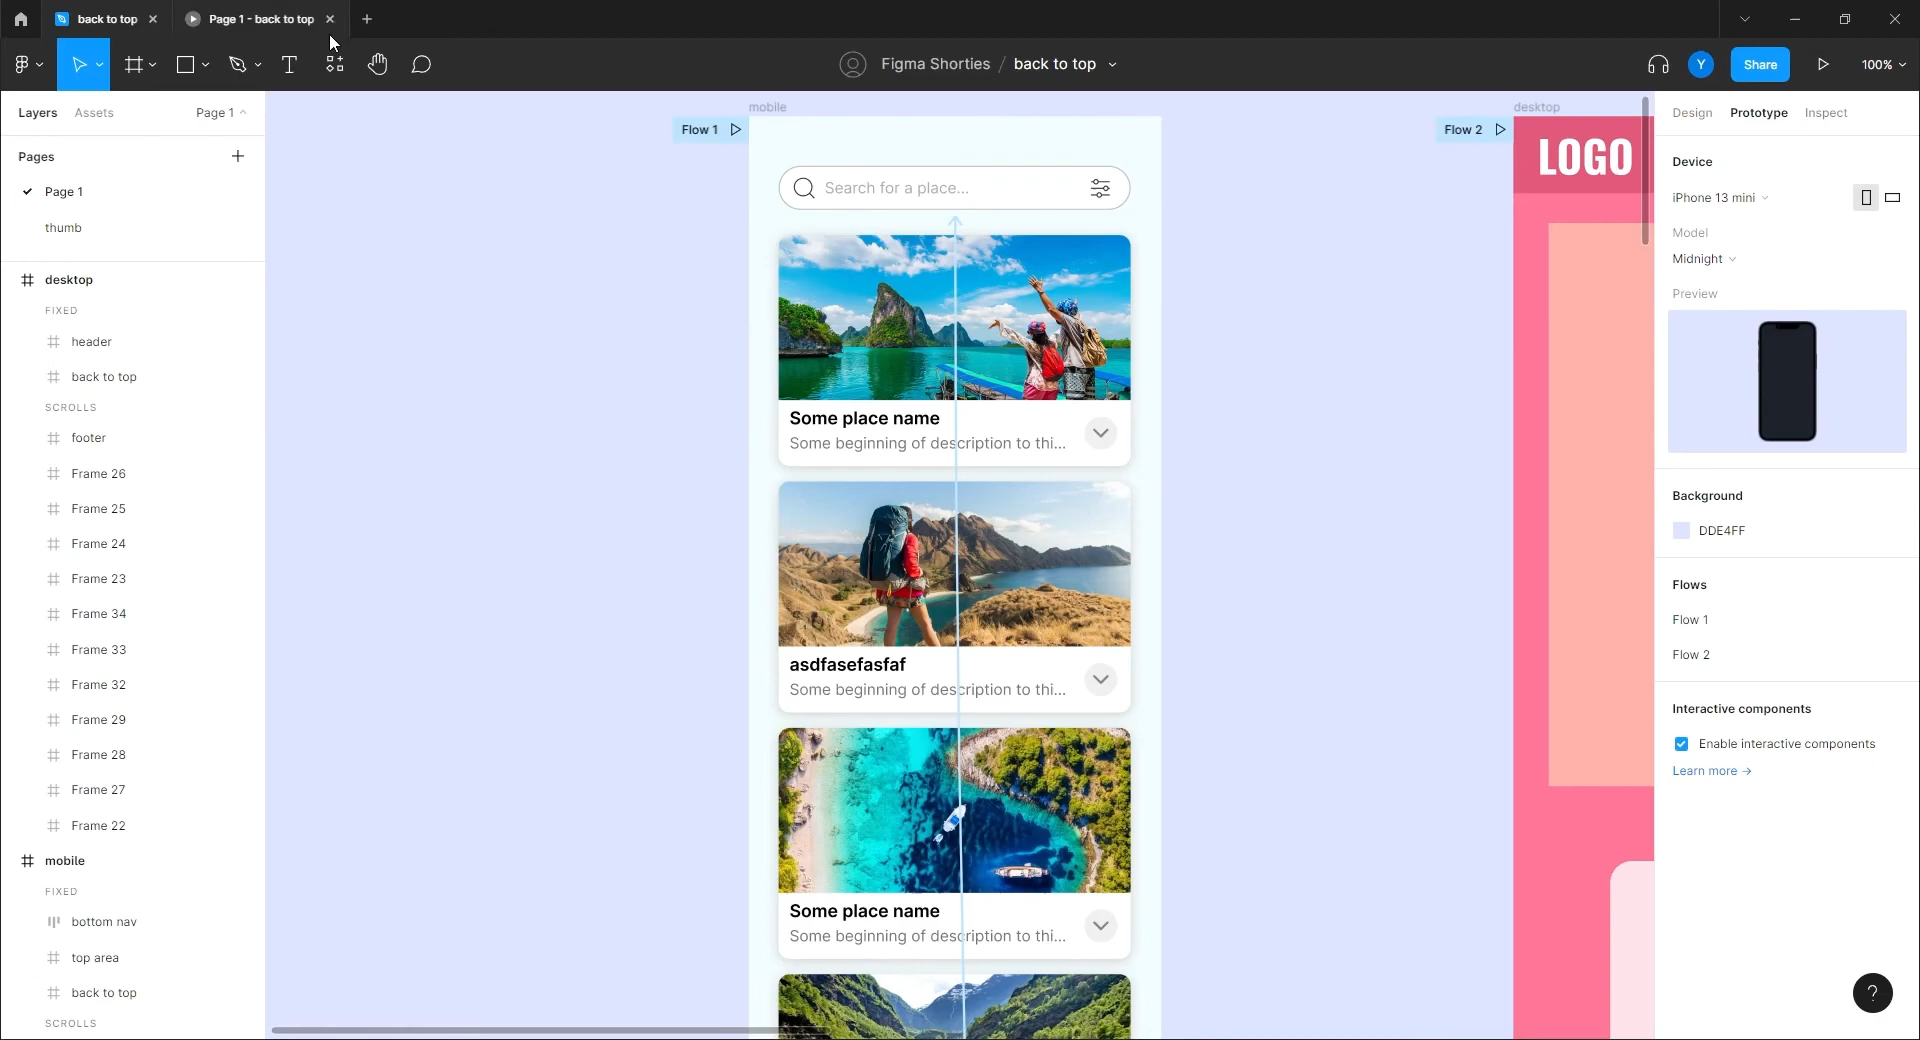 back to top
Page 1 - back to top
Figma Shorties / back to top
Y
Share
100%
Layers
Assets
Page 1
Pages
Page 1
thumb
desktop
FIXED
header
back to top
SCROLLS
footer
Frame 26
Frame 25
Frame 24
Frame 23
Frame 34
Frame 33
Frame 32
Frame 29
Frame 28
Frame 27
Frame 22
mobile
FIXED
bottom nav
top area
back to top
SCROLLS
mobile
Flow 1
Search for a place...
Some place name
Some beginning of description to thi...
asdfasefasfaf
Some beginning of description to thi...
Some place name
Some beginning of description to thi...
desktop
Flow 2
LOGO
Design
Prototype
Inspect
Device
iPhone 13 mini
Model
Midnight
Preview
Background
DDE4FF
Flows
Flow 1
Flow 2
Interactive components
Enable interactive components
Learn more →
?